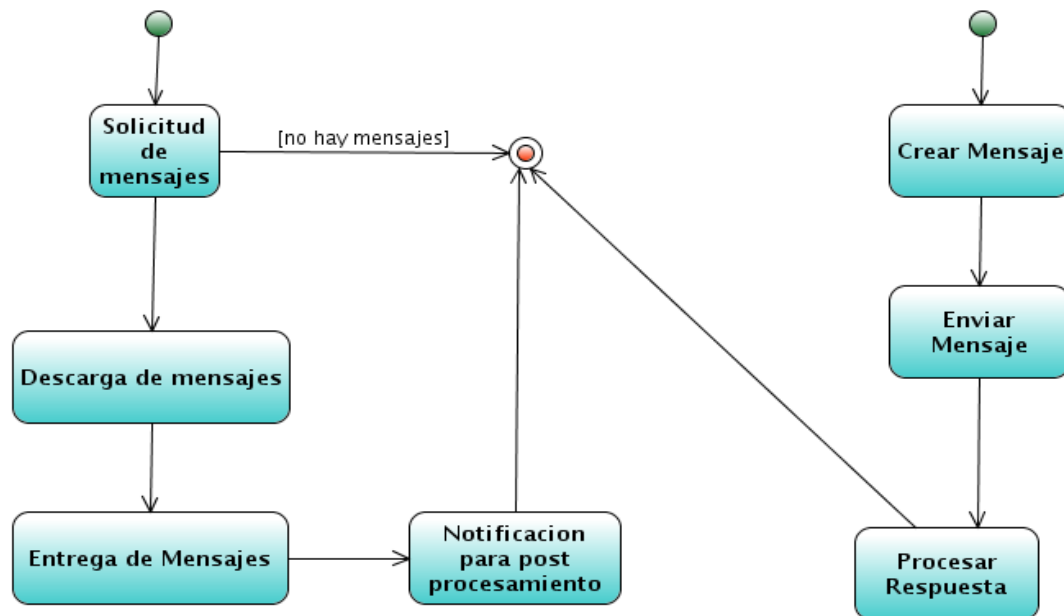 Solicitud
de
mensajes
[no hay mensajes]
Crear Mensaje
Enviar
Mensaje
Descarga de mensajes
Entrega de Mensajes
Notificacion
para post
procesamiento
Procesar
Respuesta